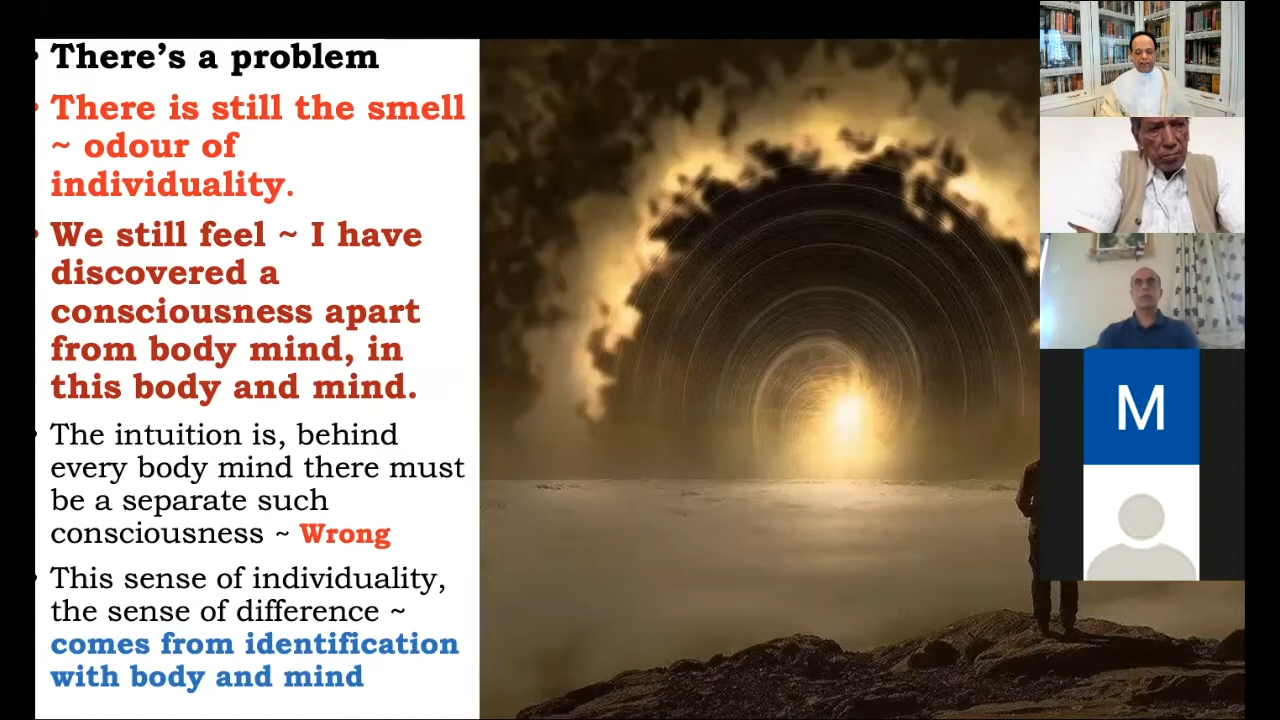 There's a problem
There is still the smell
~ odour of
individuality.
We still feel ~ I have
discovered a
consciousness apart
from body mind, in
this body and mind.
The intuition is, behind
every body mind there must
be a separate such
consciousness ~ Wrong
This sense of individuality,
the sense of difference ~
comes from identification
with body and mind
M